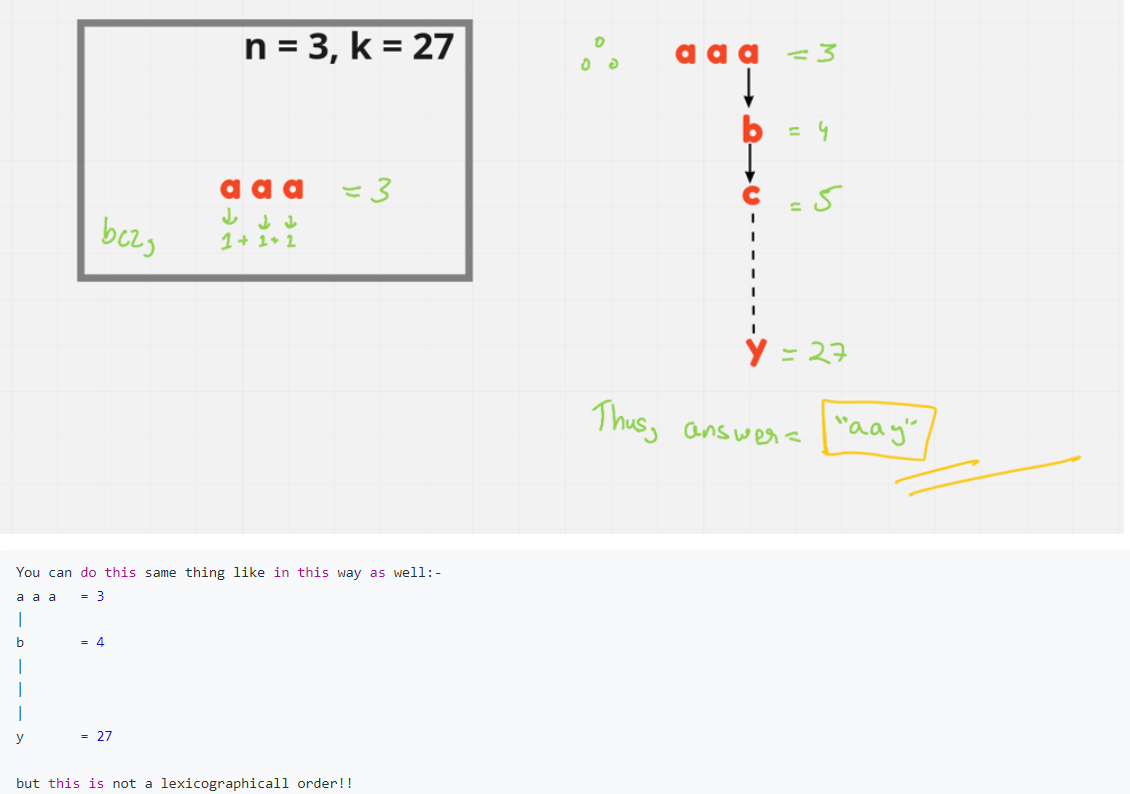 n = 3, k = 27
a a a = 3
bcz,
↓ ↓ ↓
1 + 1 + 1
a a a = 3
b = 4
c = 5
y = 27
Thus, answer = "aay"
You can do this same thing like in this way as well:-
a a a = 3
|
b = 4
|
|
|
y = 27
but this is not a lexicographicall order!!